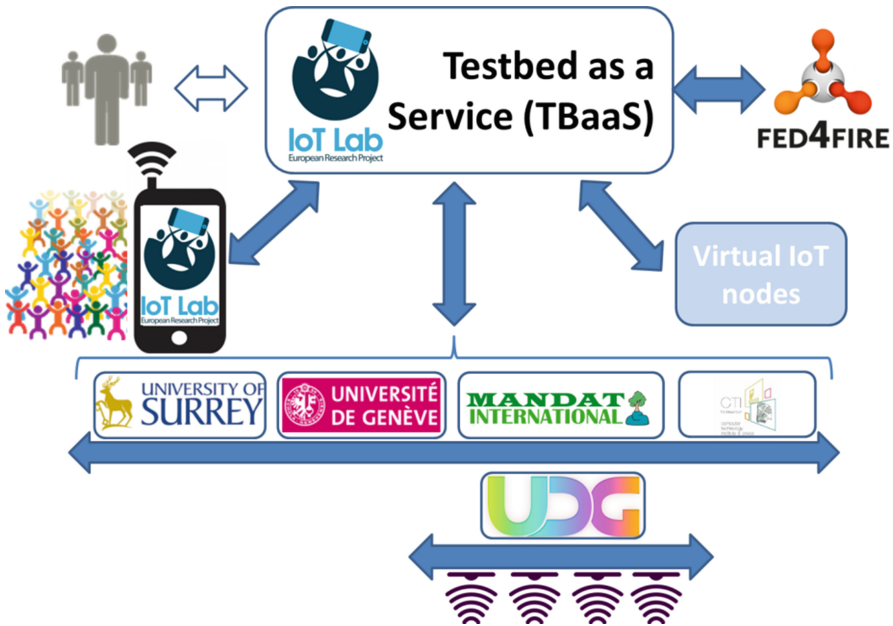 Testbed as a
Service (TBaaS)
IoT Lab
European Research Project
FED4FIRE
IoT Lab
European Research Project
Virtual IoT
nodes
UNIVERSITY OF
SURREY
UNIVERSITÉ
DE GENÈVE
MANDAT
INTERNATIONAL
CTI
UDG